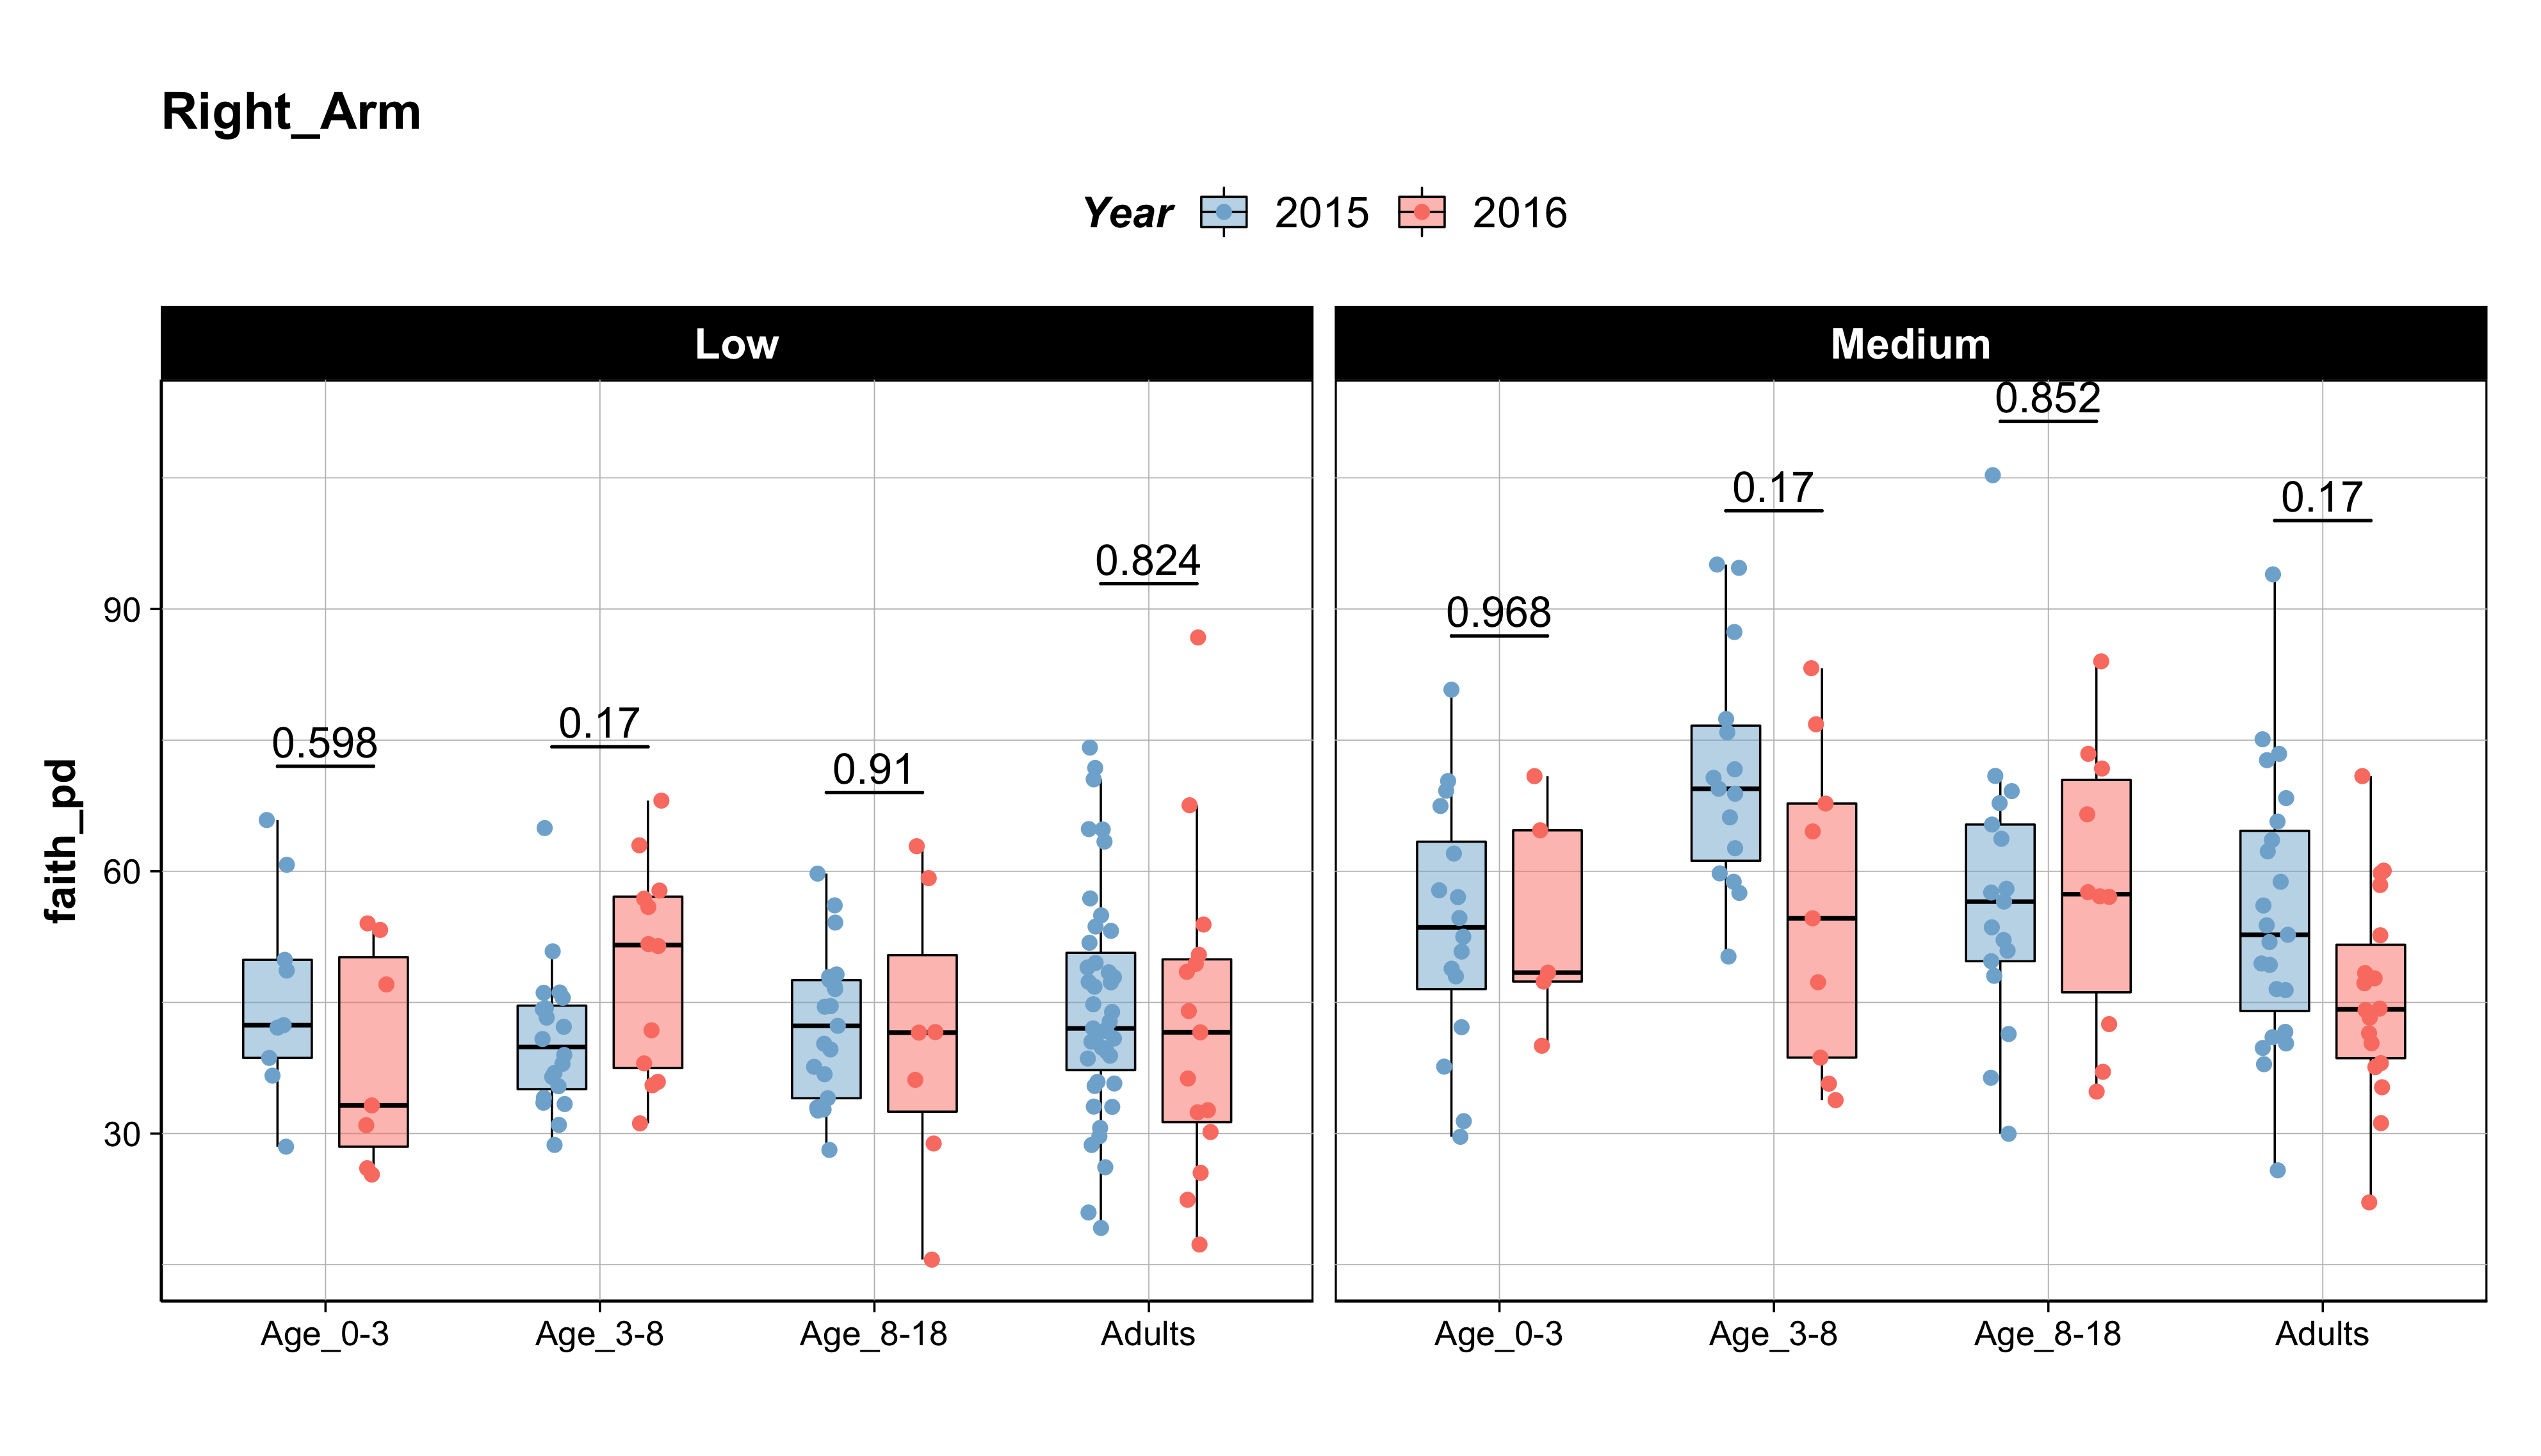 Right_Arm
Year 2015 2016
Low Medium
0.852
0.17 0.17
0.824
0.968
0.598 0.17 0.91
faith_pd
90
60
30
Age_0-3 Age_3-8 Age_8-18 Adults Age_0-3 Age_3-8 Age_8-18 Adults